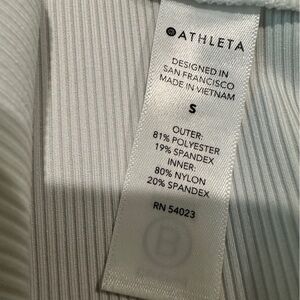 ATHLETA
DESIGNED IN
SAN FRANCISCO
MADE IN VIETNAM
S
OUTER:
81% POLYESTER
19% SPANDEX
INNER:
80% NYLON
20% SPANDEX
RN 54023
B